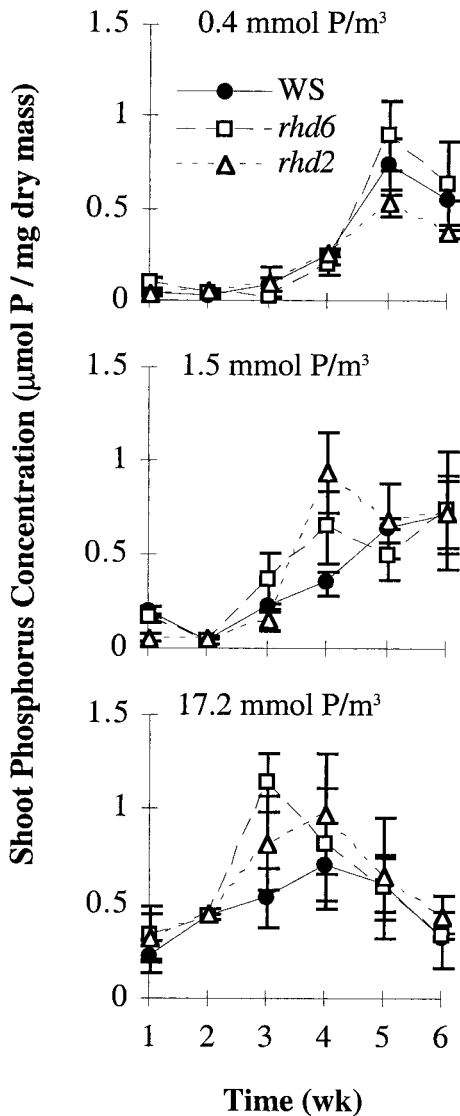 Shoot Phosphorus Concentration (μmol P / mg dry mass)
0.4 mmol P/m³
1.5
1
0.5
0
WS
rhd6
rhd2
1.5 mmol P/m³
1.5
1
0.5
0
17.2 mmol P/m³
1.5
1
0.5
0
1 2 3 4 5 6
Time (wk)